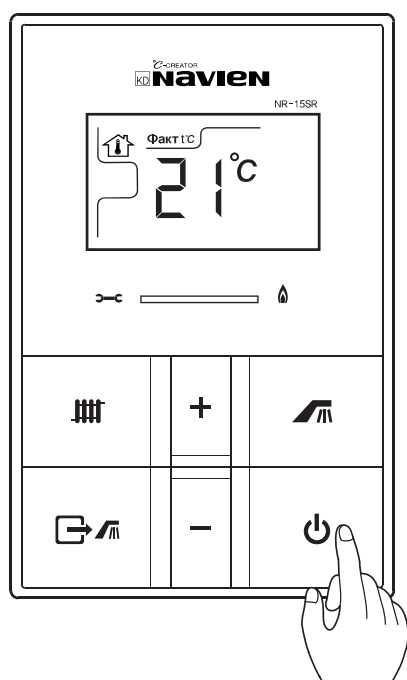 ℃-CREATOR
KD NAVIEN
NR-15SR
Факт t℃
21℃